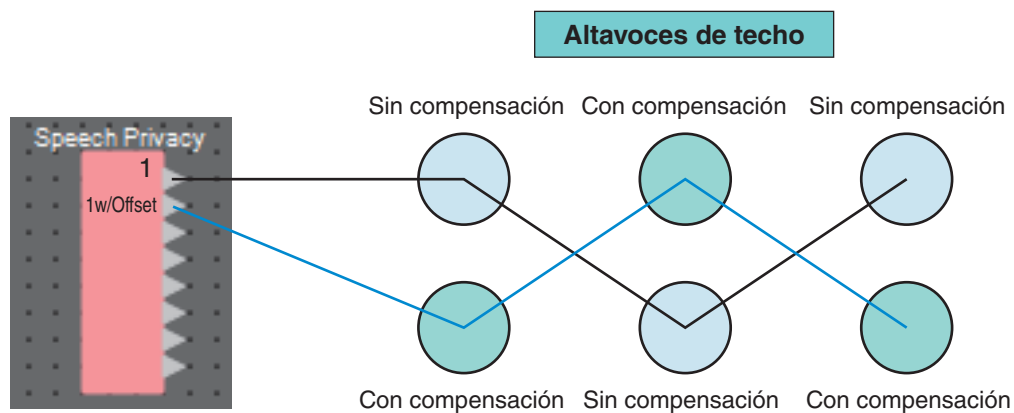 Altavoces de techo
Sin compensación Con compensación Sin compensación
Speech Privacy
1
1w/Offset
Con compensación Sin compensación Con compensación